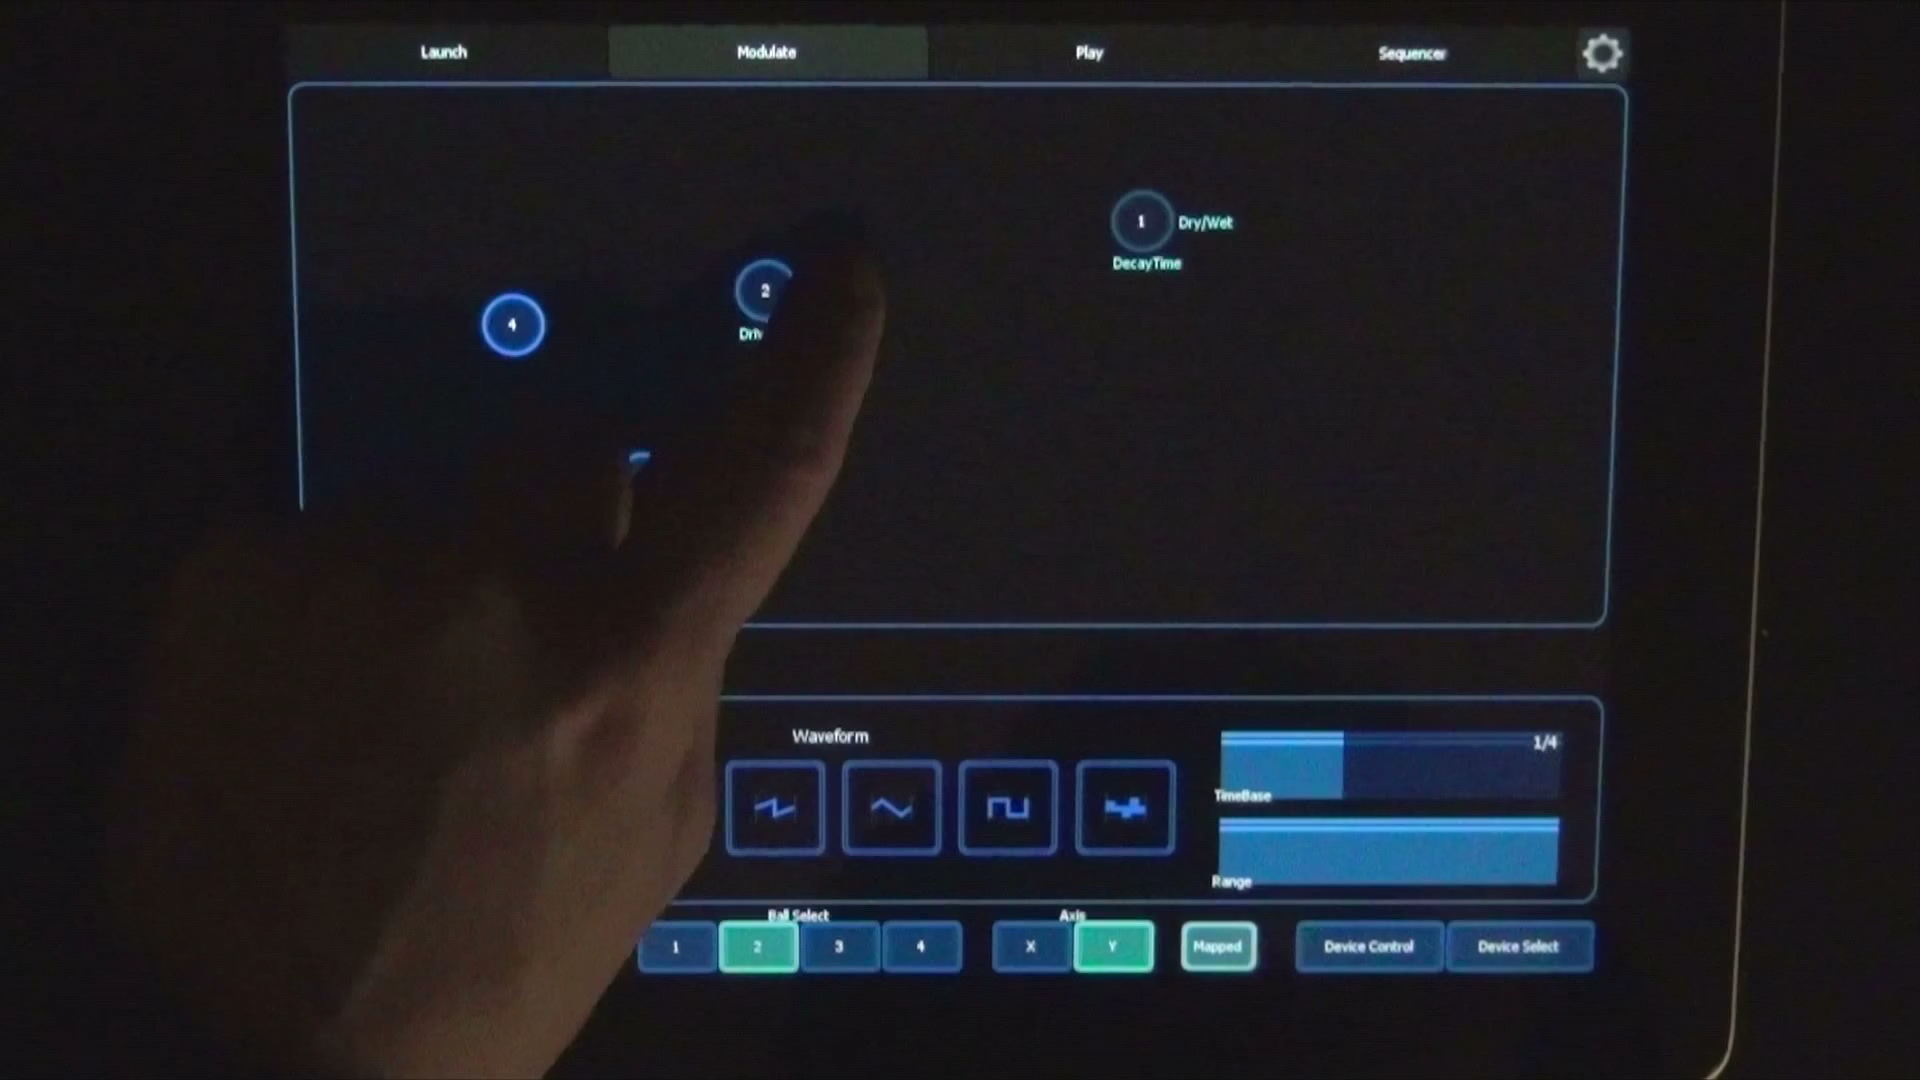 Launch
Modulate
Play
Sequencer
1
Dry/Wet
DecayTime
2
4
Waveform
1/4
TimeBase
Range
Ball Select
Axis
1
2
3
4
X
Y
Mapped
Device Control
Device Select